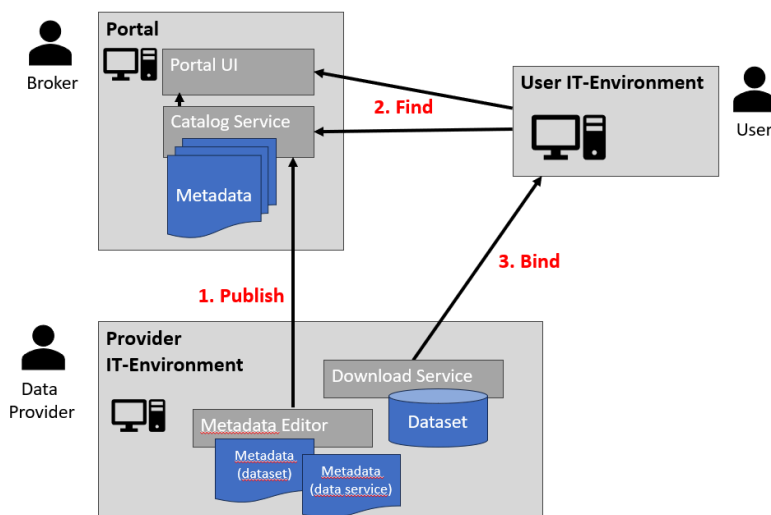 Portal
Broker
Portal UI
Catalog Service
Metadata
2. Find
User IT-Environment
User
1. Publish
3. Bind
Provider
IT-Environment
Data
Provider
Download Service
Dataset
Metadata Editor
Metadata
(dataset)
Metadata
(data service)